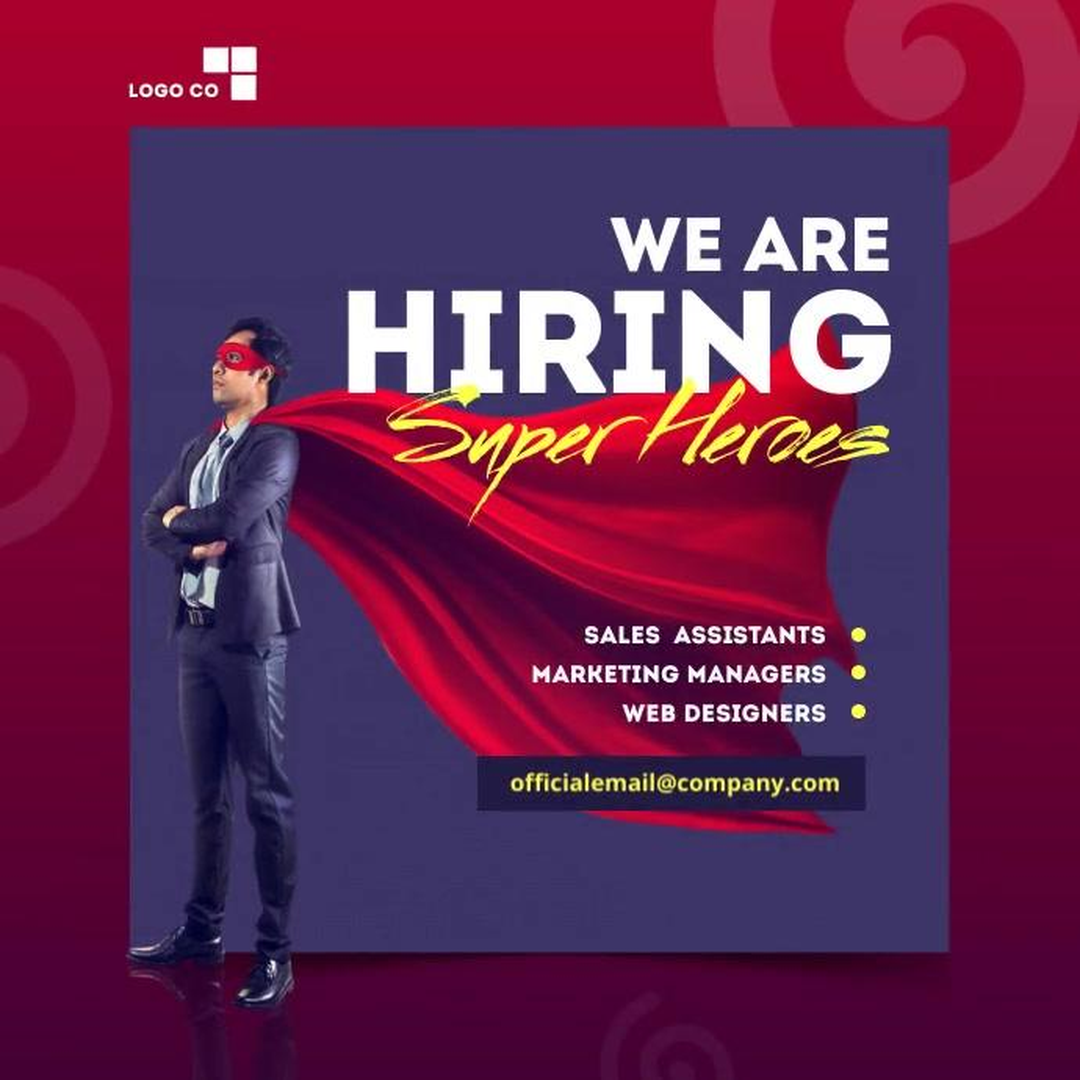 LOGO CO
WE ARE
HIRING
Super Heroes
SALES ASSISTANTS
MARKETING MANAGERS
WEB DESIGNERS
officialemail@company.com